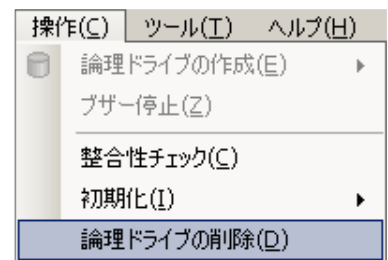 操作(C) ツール(T) ヘルプ(H)
論理ドライブの作成(E)
ブザー停止(Z)
整合性チェック(C)
初期化(I)
論理ドライブの削除(D)